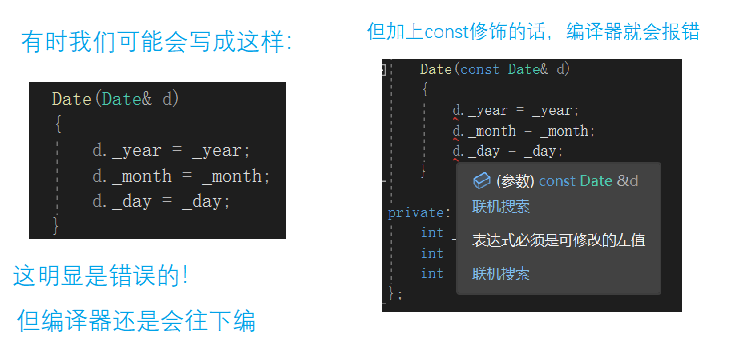 有时我们可能会写成这样:
Date(Date& d)
{
d._year = _year;
d._month = _month;
d._day = _day;
}
这明显是错误的!
但编译器还是会往下编
但加上const修饰的话，编译器就会报错
Date(const Date& d)
{
d._year = _year;
d._month = _month;
d._day = _day;
}
(参数) const Date &d
联机搜索
表达式必须是可修改的左值
联机搜索
private:
int _
int
int
};